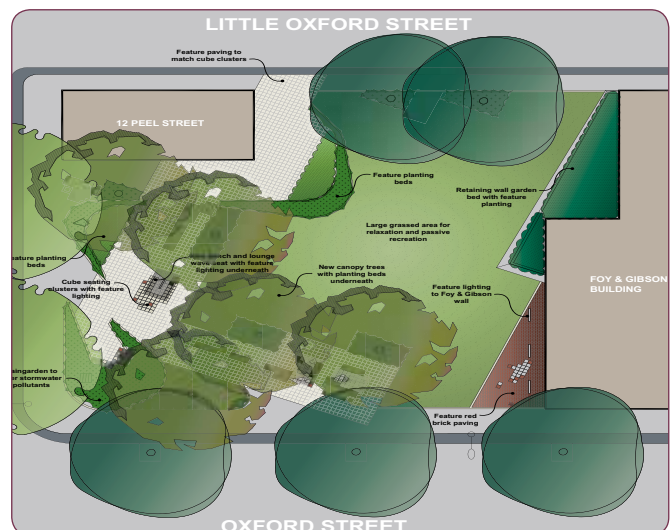 LITTLE OXFORD STREET
Feature paving to
match cube clusters
12 PEEL STREET
Feature planting
beds
Retaining wall garden
bed with feature
planting
Large grassed area for
relaxation and passive
recreation
ature planting
beds
bench and lounge
wave seat with feature
lighting underneath
New canopy trees
with planting beds
underneath
Cube seating
clusters with feature
lighting
Feature lighting
to Foy & Gibson
wall
FOY & GIBSON
BUILDING
ingarden to
r stormwater
pollutants
Feature red
brick paving
OXFORD STREET